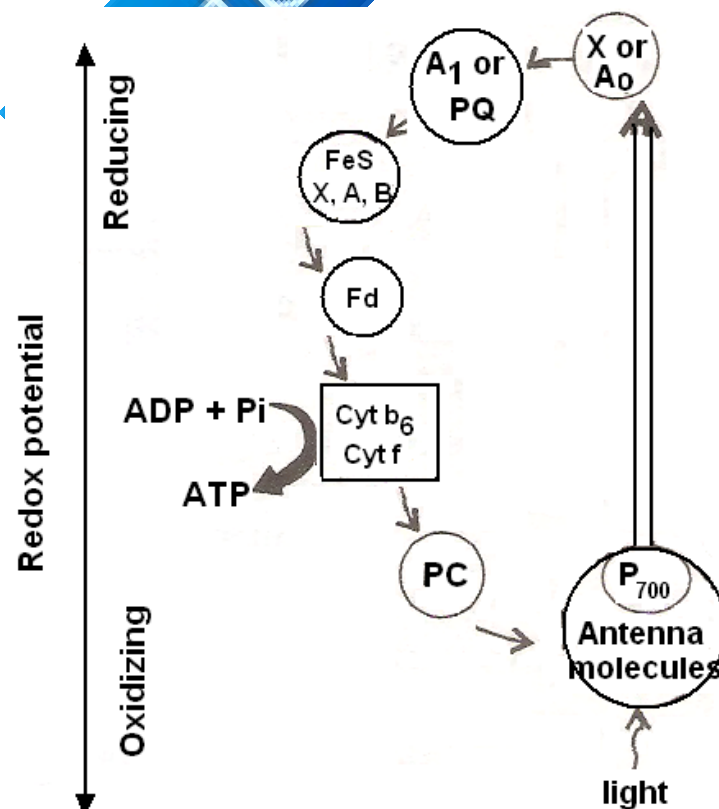 Reducing
Redox potential
Oxidizing
X or
A₀
A₁ or
PQ
FeS
X, A, B
Fd
ADP + Pi
ATP
Cyt b₆
Cyt f
PC
P₇₀₀
Antenna
molecules
light